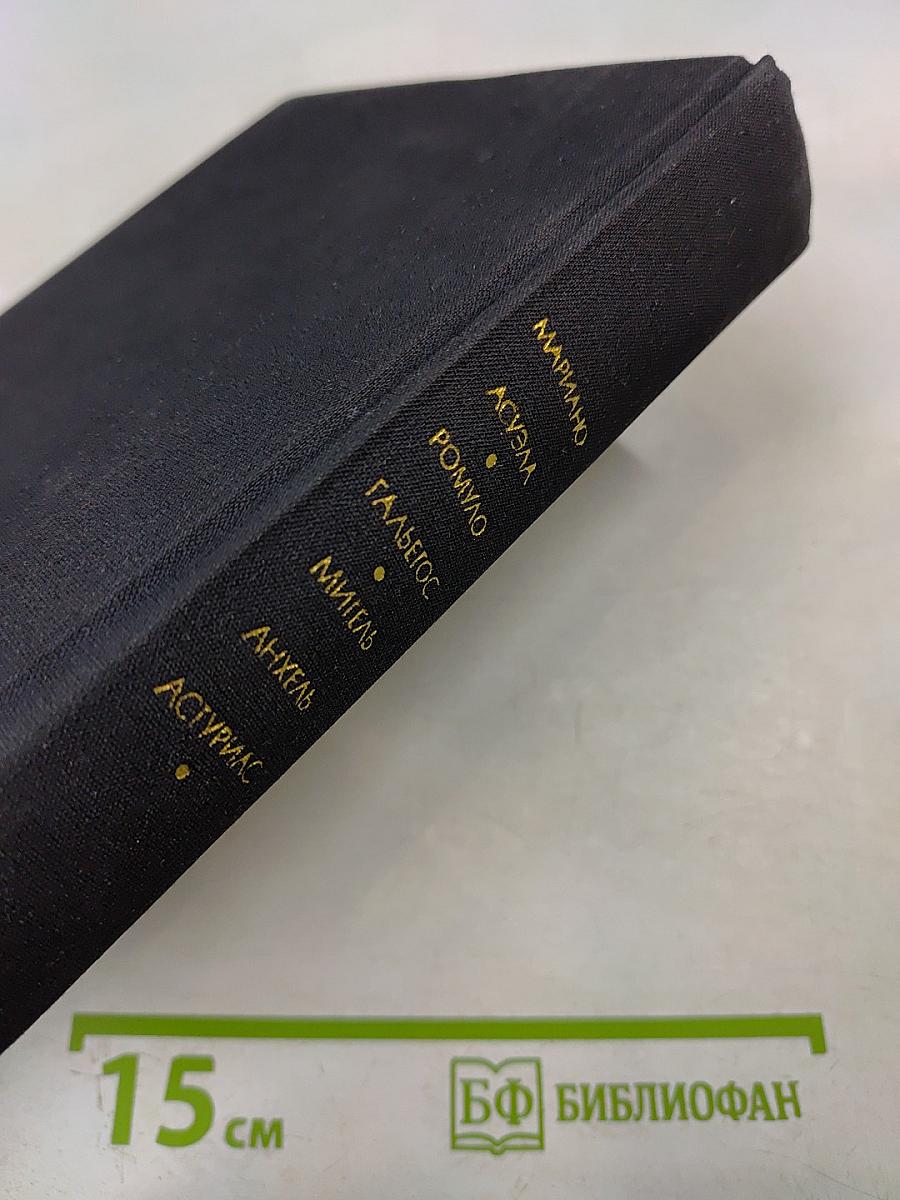 МАРИАНО
АСУЭЛА
•
РОМУЛО
ГАЛЬЕГОС
•
МИГЕЛЬ
АНХЕЛЬ
АСТУРИАС
•
15 см
БФ БИБЛИОФАН